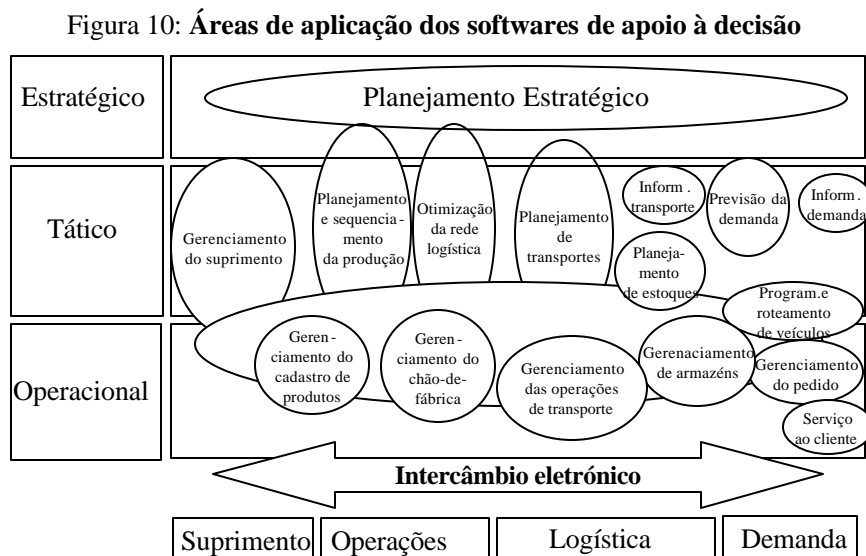 Figura 10: Áreas de aplicação dos softwares de apoio à decisão
Estratégico
Planejamento Estratégico
Tático
Gerenciamento
do suprimento
Planejamento
e sequencia-
mento
da produção
Otimização
da rede
logística
Planejamento
de
transportes
Inform.
transporte
Previsão da
demanda
Inform.
demanda
Planeja-
mento
de estoques
Program.e
roteamento
de veículos
Operacional
Geren-
ciamento do
cadastro de
produtos
Geren-
ciamento do
chão-de-
fábrica
Gerenciamento
das operações
de transporte
Gerenaciamento
de armazéns
Gerenciamento
do pedido
Serviço
ao cliente
Intercâmbio eletrónico
Suprimento
Operações
Logística
Demanda